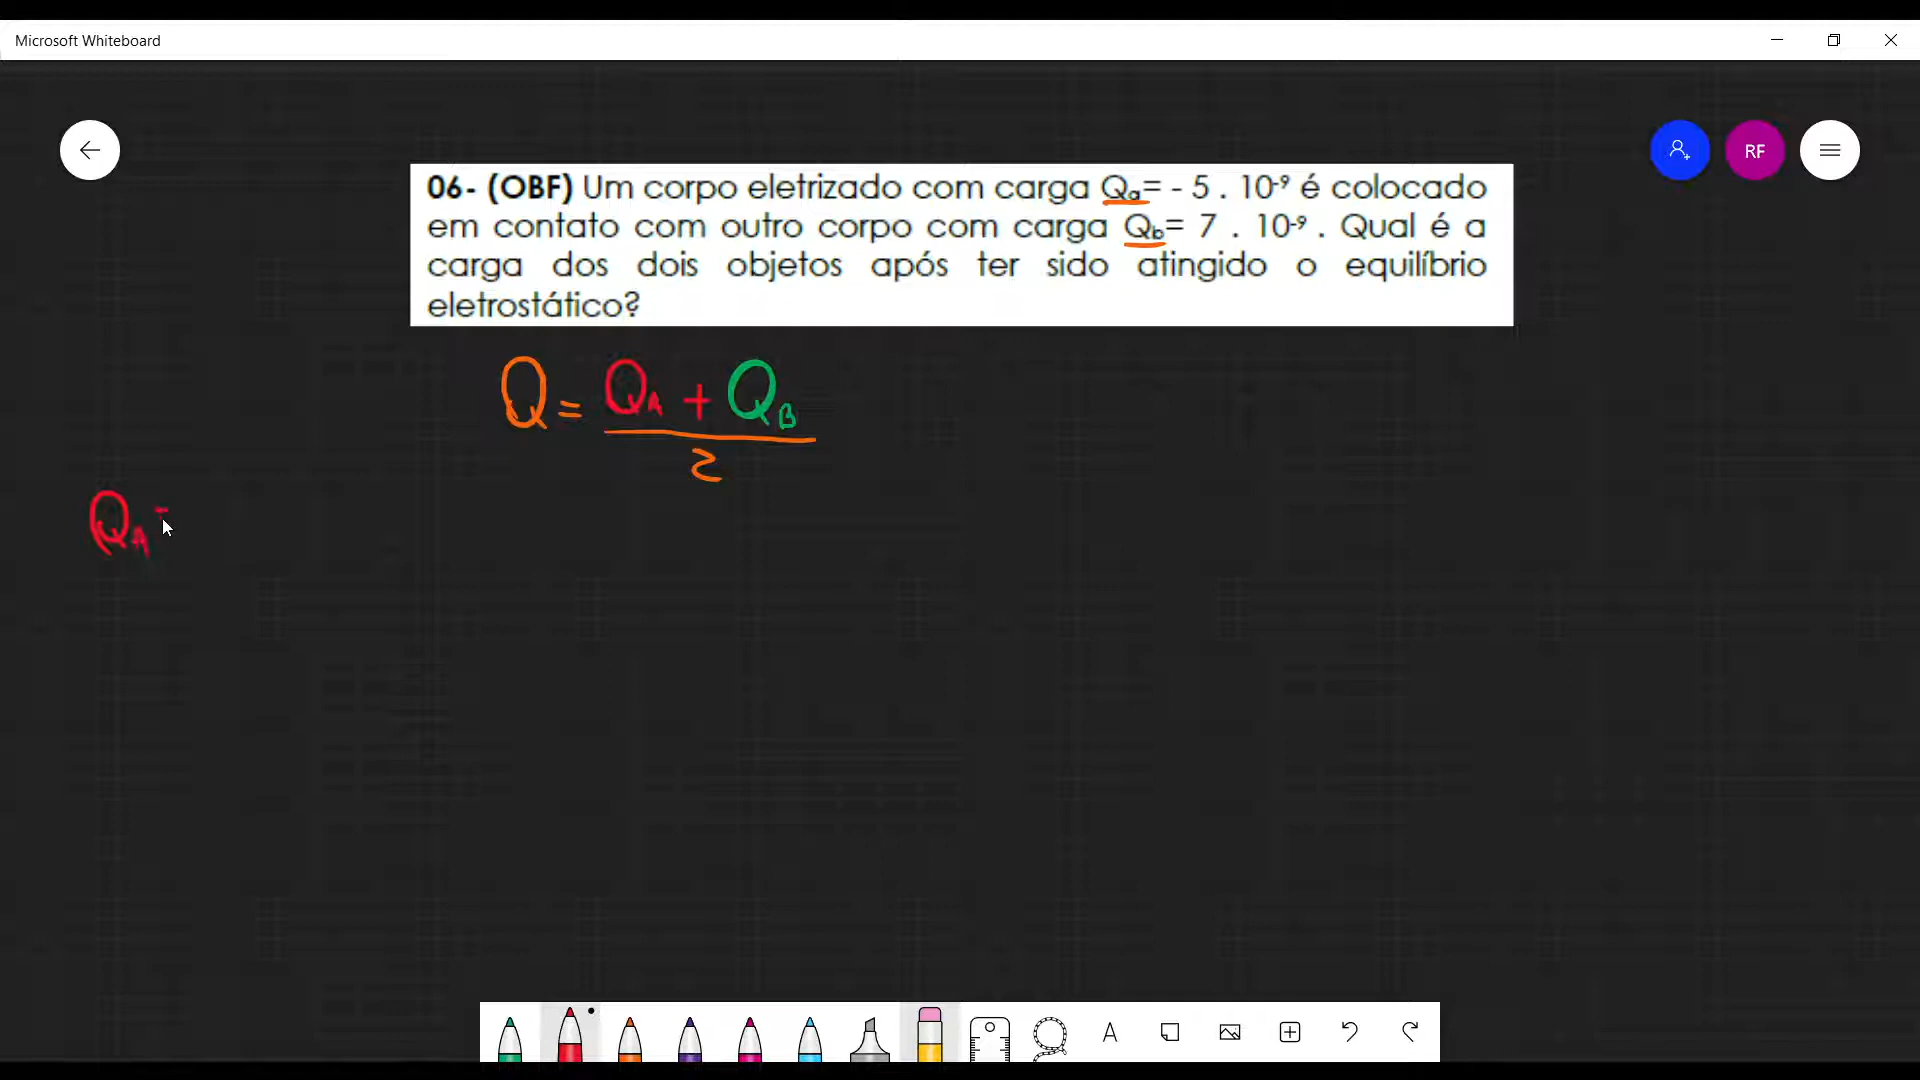 Microsoft Whiteboard
RF
06- (OBF) Um corpo eletrizado com carga Qa= - 5 . 10⁻⁹ é colocado
em contato com outro corpo com carga Qb= 7 . 10⁻⁹ . Qual é a
carga dos dois objetos após ter sido atingido o equilíbrio
eletrostático?
Q = QA + QB
2
QA -
A